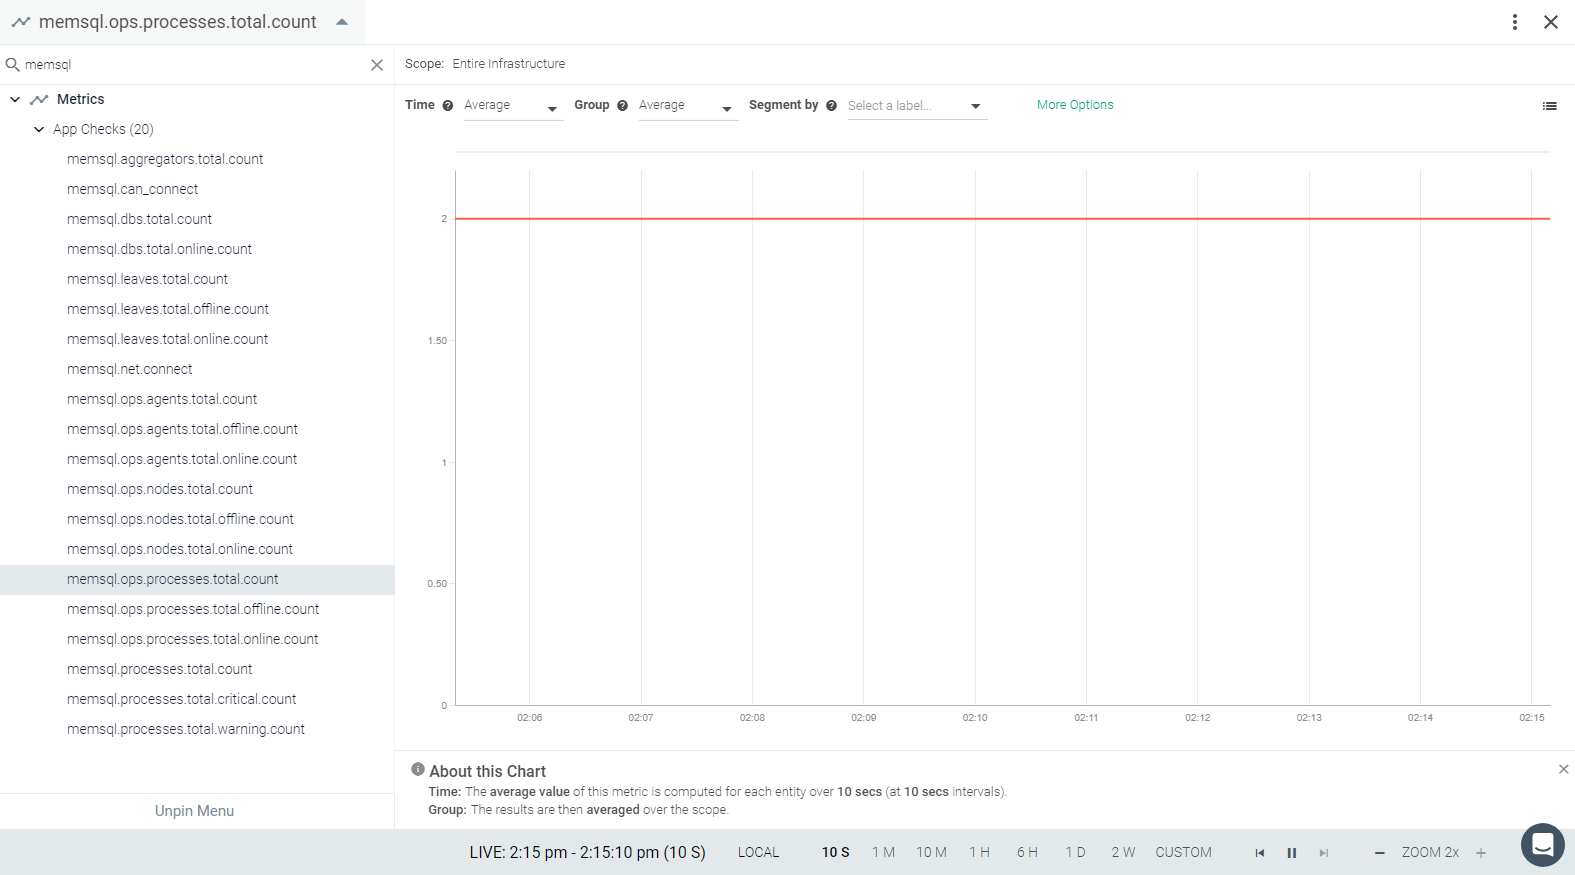 memsql.ops.processes.total.count
memsql
Metrics
App Checks (20)
memsql.aggregators.total.count
memsql.can_connect
memsql.dbs.total.count
memsql.dbs.total.online.count
memsql.leaves.total.count
memsql.leaves.total.offline.count
memsql.leaves.total.online.count
memsql.net.connect
memsql.ops.agents.total.count
memsql.ops.agents.total.offline.count
memsql.ops.agents.total.online.count
memsql.ops.nodes.total.count
memsql.ops.nodes.total.offline.count
memsql.ops.nodes.total.online.count
memsql.ops.processes.total.count
memsql.ops.processes.total.offline.count
memsql.ops.processes.total.online.count
memsql.processes.total.count
memsql.processes.total.critical.count
memsql.processes.total.warning.count
Unpin Menu
Scope: Entire Infrastructure
Time ? Average Group ? Average Segment by ? Select a label... More Options
2
1.50
1
0.50
0
02:06 02:07 02:08 02:09 02:10 02:11 02:12 02:13 02:14 02:15
About this Chart
Time: The average value of this metric is computed for each entity over 10 secs (at 10 secs intervals).
Group: The results are then averaged over the scope.
LIVE: 2:15 pm - 2:15:10 pm (10 S) LOCAL 10 S 1 M 10 M 1 H 6 H 1 D 2 W CUSTOM ZOOM 2x